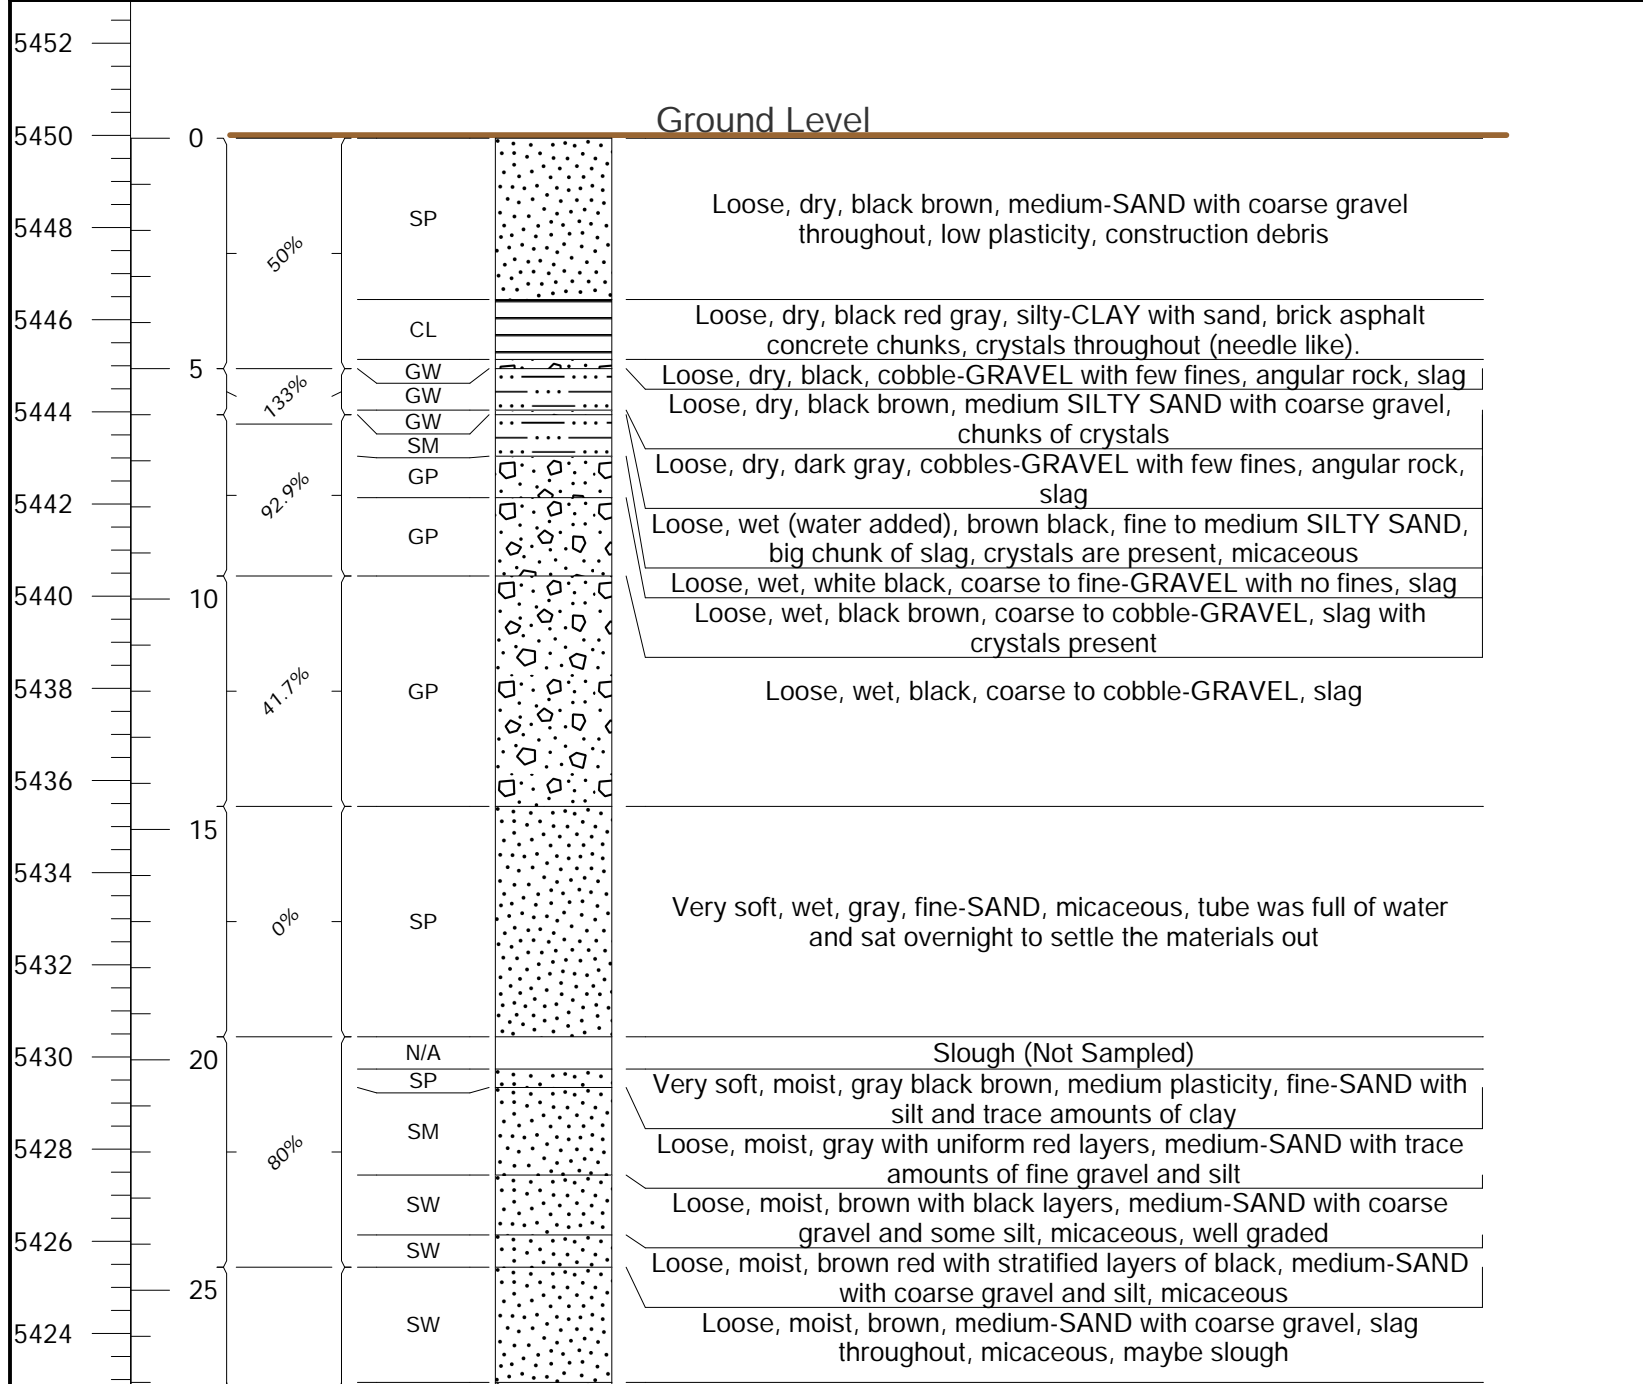 5452
Ground Level
5450
0
SP
Loose, dry, black brown, medium-SAND with coarse gravel
throughout, low plasticity, construction debris
5448
50%
5446
CL
Loose, dry, black red gray, silty-CLAY with sand, brick asphalt
concrete chunks, crystals throughout (needle like).
5
GW
Loose, dry, black, cobble-GRAVEL with few fines, angular rock, slag
133%
GW
Loose, dry, black brown, medium SILTY SAND with coarse gravel,
chunks of crystals
5444
GW
SM
Loose, dry, dark gray, cobbles-GRAVEL with few fines, angular rock,
slag
GP
92.9%
5442
Loose, wet (water added), brown black, fine to medium SILTY SAND,
big chunk of slag, crystals are present, micaceous
GP
Loose, wet, white black, coarse to fine-GRAVEL with no fines, slag
5440
10
Loose, wet, black brown, coarse to cobble-GRAVEL, slag with
crystals present
5438
41.7%
GP
Loose, wet, black, coarse to cobble-GRAVEL, slag
5436
15
5434
0%
SP
Very soft, wet, gray, fine-SAND, micaceous, tube was full of water
and sat overnight to settle the materials out
5432
5430
20
N/A
Slough (Not Sampled)
SP
Very soft, moist, gray black brown, medium plasticity, fine-SAND with
silt and trace amounts of clay
5428
80%
SM
Loose, moist, gray with uniform red layers, medium-SAND with trace
amounts of fine gravel and silt
SW
Loose, moist, brown with black layers, medium-SAND with coarse
gravel and some silt, micaceous, well graded
5426
SW
Loose, moist, brown red with stratified layers of black, medium-SAND
with coarse gravel and silt, micaceous
25
5424
SW
Loose, moist, brown, medium-SAND with coarse gravel, slag
throughout, micaceous, maybe slough